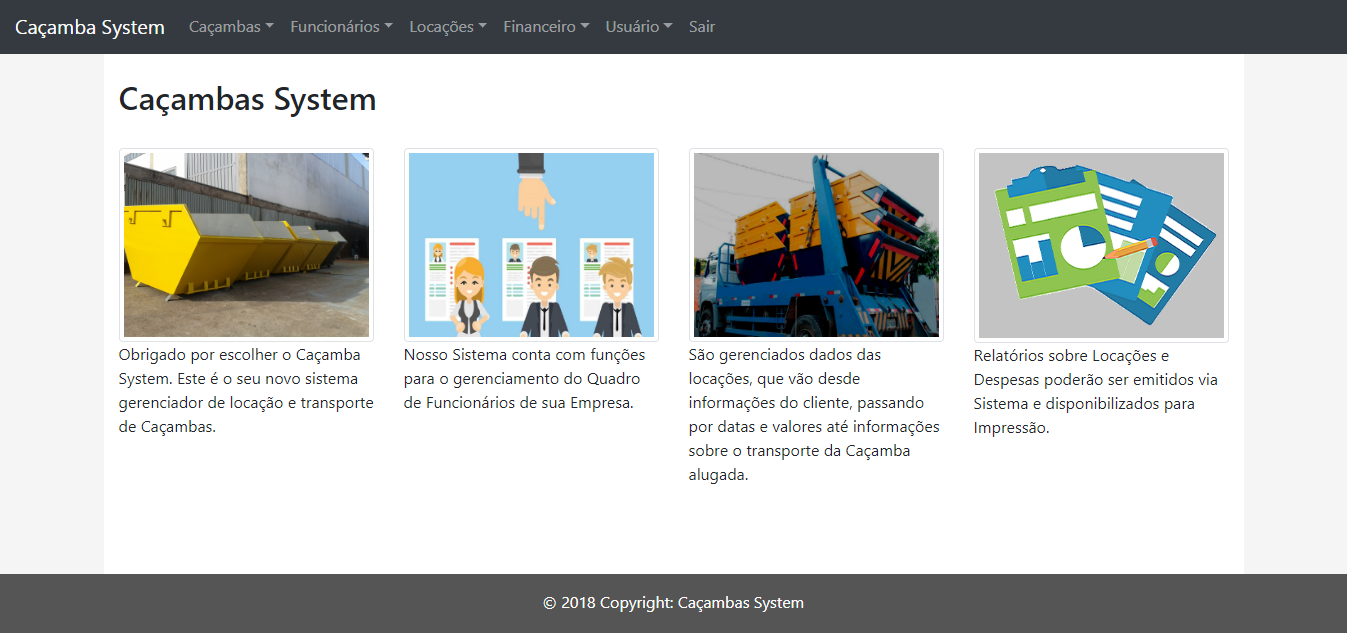 Caçamba System Caçambas Funcionários Locações Financeiro Usuário Sair
Caçambas System
Obrigado por escolher o Caçamba
System. Este é o seu novo sistema
gerenciador de locação e transporte
de Caçambas.
Nosso Sistema conta com funções
para o gerenciamento do Quadro
de Funcionários de sua Empresa.
São gerenciados dados das
locações, que vão desde
informações do cliente, passando
por datas e valores até informações
sobre o transporte da Caçamba
alugada.
Relatórios sobre Locações e
Despesas poderão ser emitidos via
Sistema e disponibilizados para
Impressão.
© 2018 Copyright: Caçambas System